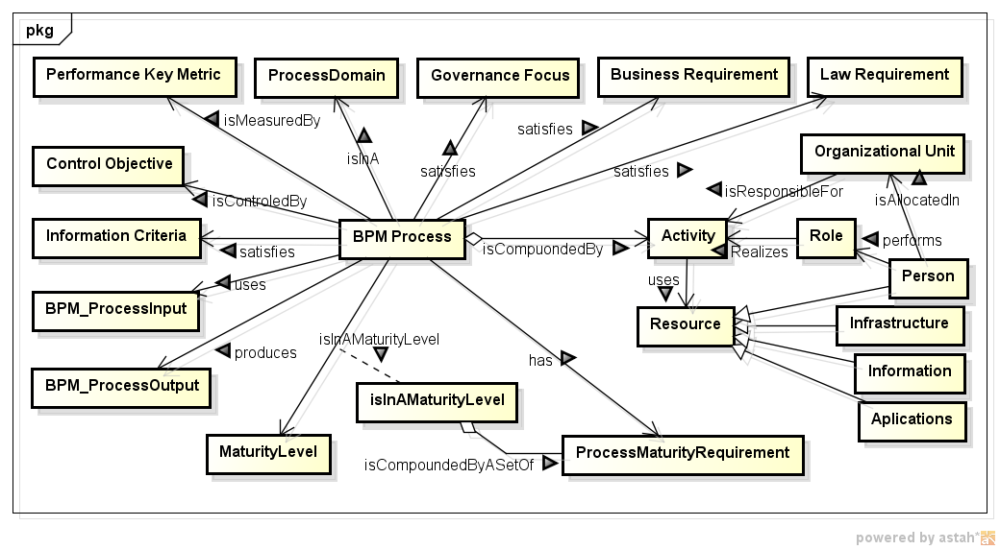 pkg
Performance Key Metric
ProcessDomain
Governance Focus
Business Requirement
Law Requirement
isMeasuredBy
satisfies
isInA
satisfies
satisfies
Control Objective
Organizational Unit
isResponsibleFor
isAllocatedIn
isControledBy
Information Criteria
BPM Process
Activity
Role
performs
satisfies
isCompuondedBy
Realizes
Person
uses
uses
BPM_ProcessInput
Resource
Infrastructure
isInAMaturityLevel
produces
has
Information
BPM_ProcessOutput
isInAMaturityLevel
Aplications
MaturityLevel
ProcessMaturityRequirement
isCompoundedByASetOf
powered by astah*